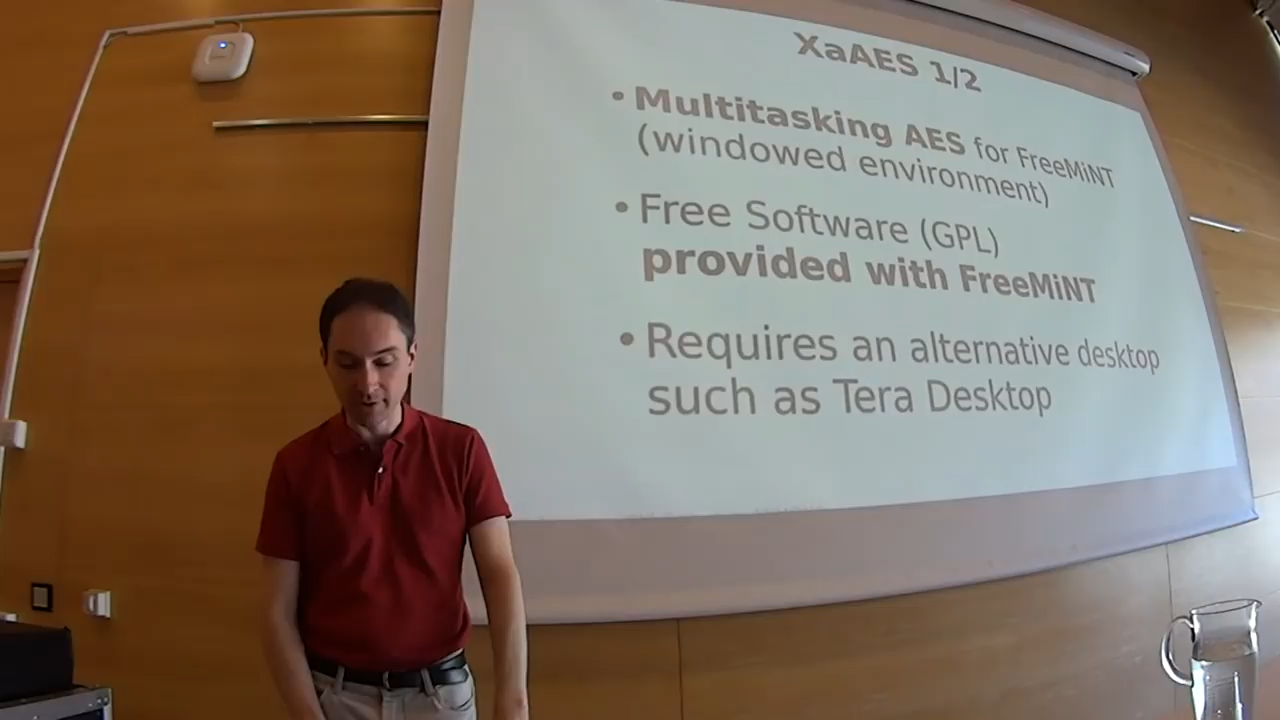 XaAES 1/2
• Multitasking AES for FreeMiNT
(windowed environment)
• Free Software (GPL)
provided with FreeMiNT
• Requires an alternative desktop
such as Tera Desktop